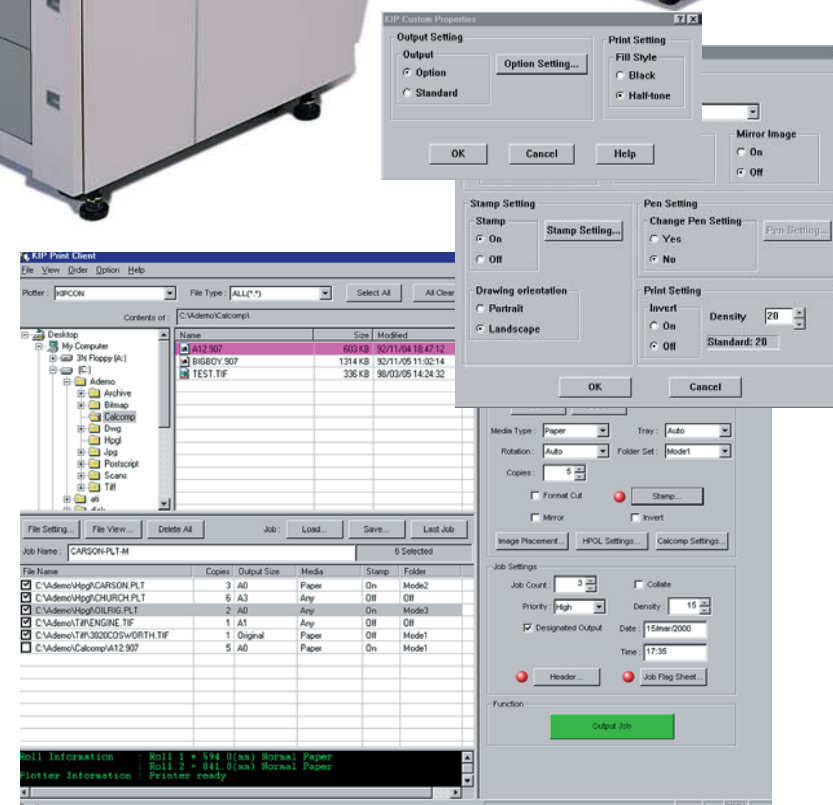 KIP Custom Properties
Output Setting
Output
Option
Standard
Option Setting...
Print Setting
Fill Style
Black
Half-tone
OK Cancel Help
Mirror Image
On
Off
Stamp Setting
Stamp
On
Off
Stamp Setting...
Pen Setting
Change Pen Setting
Yes
No
Pen Setting...
Drawing orientation
Portrait
Landscape
Print Setting
Invert
On
Off
Density 20
Standard: 20
OK Cancel
KIP Print Client
File View Order Option Help
Plotter : KIPCON File Type : ALL(*.*) Select All All Clear
Contents of : C:\Ademo\Calcomp\
Desktop
My Computer
3½ Floppy (A:)
(C:)
Ademo
Archive
Bitmap
Calcomp
Dwg
Hpgl
Jpg
Postscript
Scans
Tiff
ati
Name Size Modified
A12.907 603 KB 92/11/04 18:47:12
BIGBOY.907 1314 KB 92/11/05 11:02:14
TEST.TIF 336 KB 98/03/05 14:24:32
File Setting... File View... Delete All Job : Load... Save... Last Job
Job Name : CARSON-PLT-M 6 Selected
File Name Copies Output Size Media Stamp Folder
C:\Ademo\Hpgl\CARSON.PLT 3 A0 Paper On Mode2
C:\Ademo\Hpgl\CHURCH.PLT 6 A3 Any Off Off
C:\Ademo\Hpgl\OILRIG.PLT 2 A0 Any On Mode3
C:\Ademo\Tiff\ENGINE.TIF 1 A1 Any Off Off
C:\Ademo\Tiff\3820COSWORTH.TIF 1 Original Paper Off Mode1
C:\Ademo\Calcomp\A12.907 5 A0 Paper On Mode1
Roll Information : Roll 1 = 594.0(mm) Normal Paper
: Roll 2 = 841.0(mm) Normal Paper
Plotter Information : Printer ready
Media Type : Paper Tray : Auto
Rotation : Auto Folder Set : Mode1
Copies : 5
Format Cut Stamp...
Mirror Invert
Image Placement... HPGL Settings... Calcomp Settings...
Job Settings
Job Count : 3 Collate
Priority : High Density : 15
Designated Output Date : 15/mar/2000
Time : 17:35
Header... Job Flag Sheet...
Function
Output Job